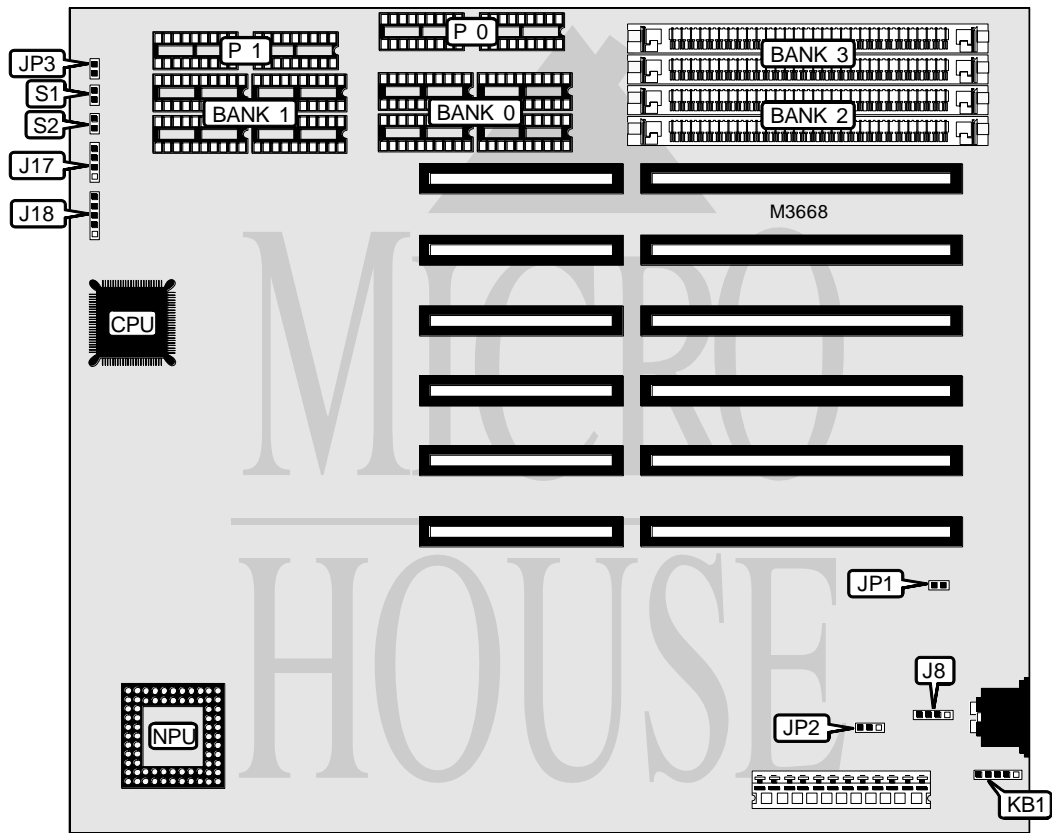 P 1
P 0
BANK 3
JP3
S1
BANK 1
BANK 0
BANK 2
S2
J17
J18
M3668
CPU
MICRO
HOUSE
JP1
J8
NPU
JP2
KB1